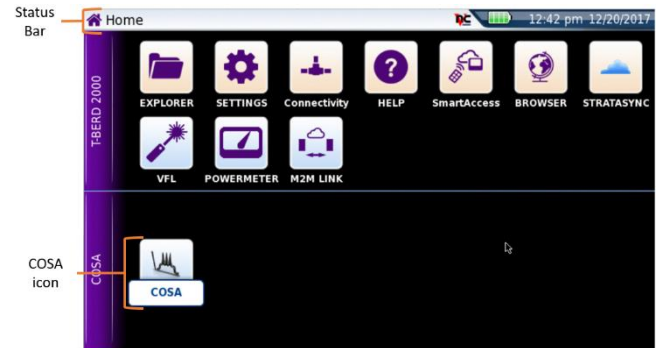 Status
Bar
Home
12:42 pm 12/20/2017
T-BERD 2000
EXPLORER
SETTINGS
Connectivity
HELP
SmartAccess
BROWSER
STRATASYNC
VFL
POWERMETER
M2M LINK
COSA
icon
COSA
COSA